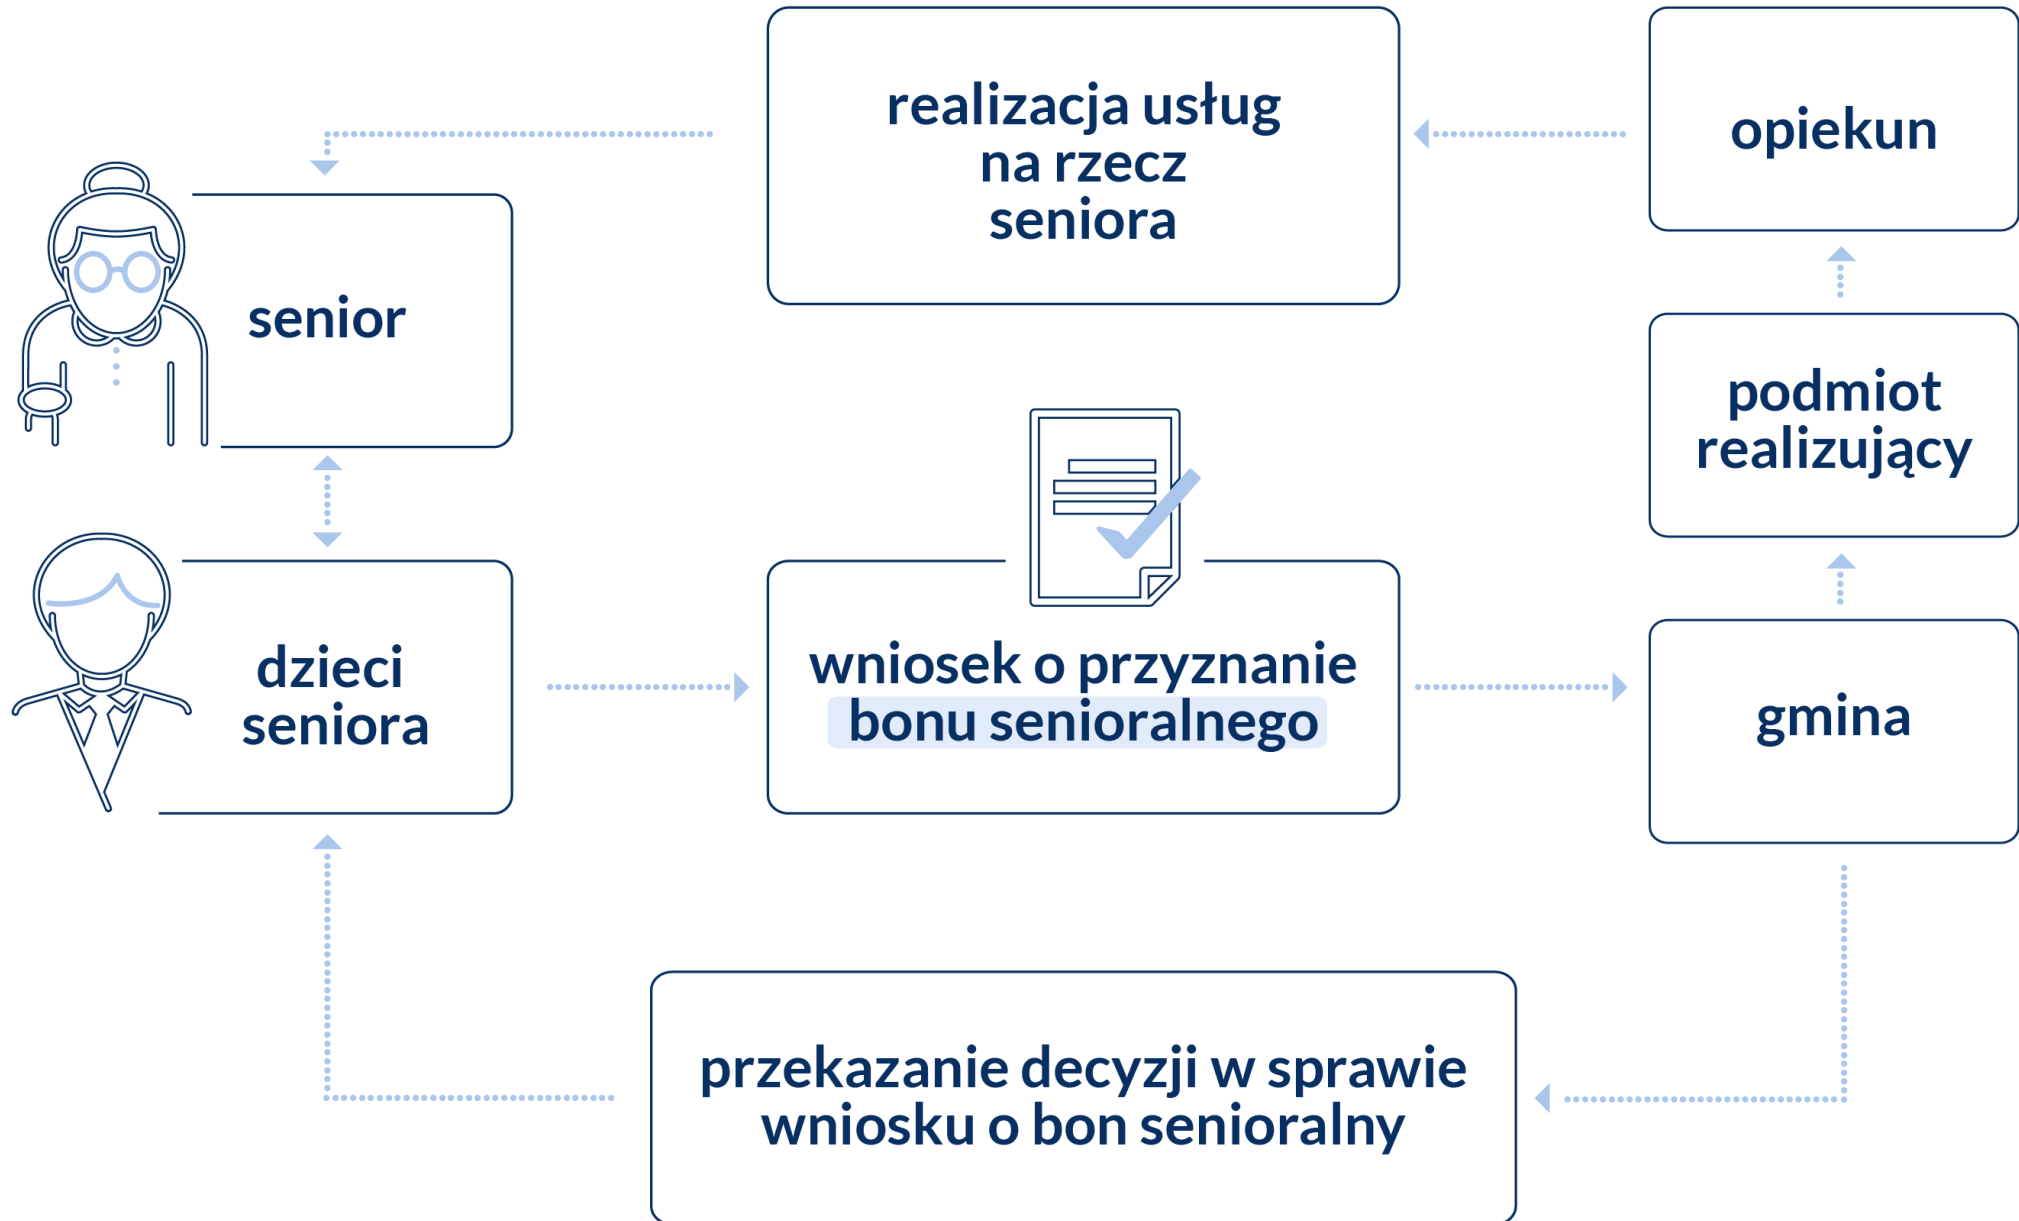 realizacja usług
na rzecz
seniora
opiekun
senior
podmiot
realizujący
dzieci
seniora
wniosek o przyznanie
bonu senioralnego
gmina
przekazanie decyzji w sprawie
wniosku o bon senioralny